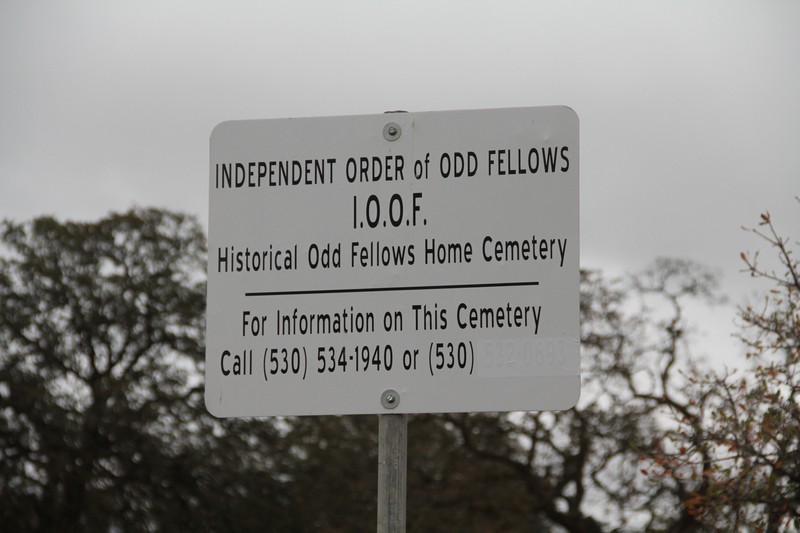 INDEPENDENT ORDER of ODD FELLOWS
I.O.O.F.
Historical Odd Fellows Home Cemetery
For Information on This Cemetery
Call (530) 534-1940 or (530)